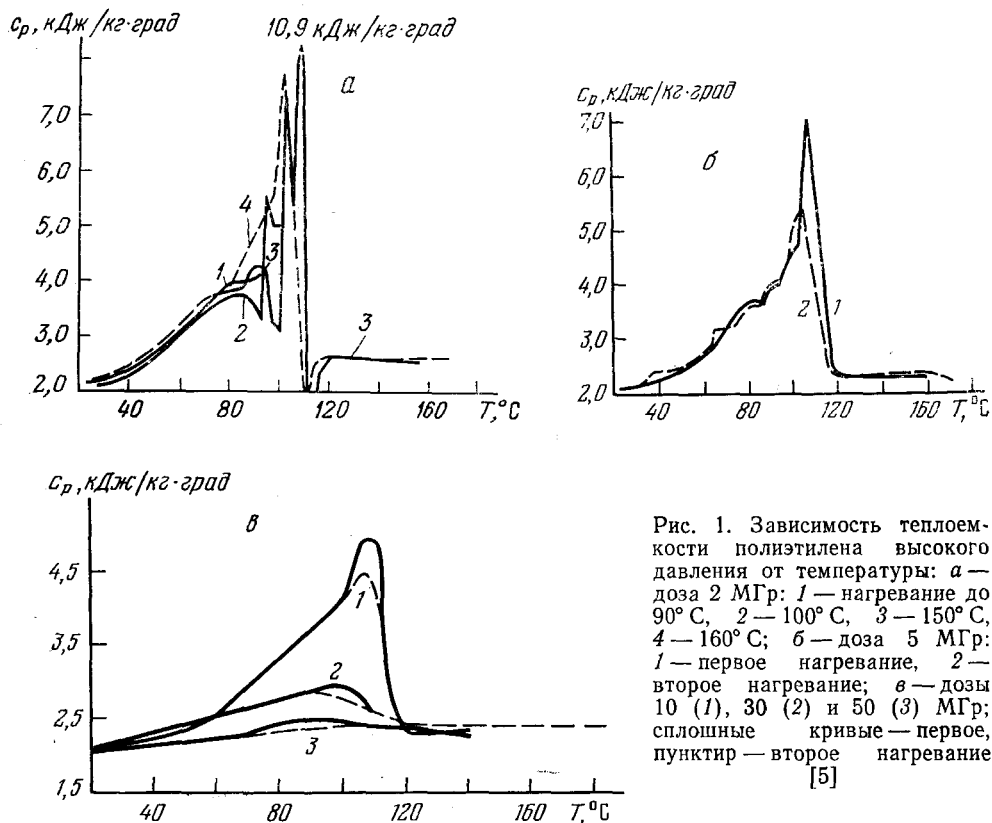 c_p, кДж/кг·град
10,9 кДж/кг·град
а
7,0
6,0
5,0
4,0
3,0
2,0
4
1
3
2
3
40
80
120
160
T,°C
c_p, кДж/кг·град
б
7,0
6,0
5,0
4,0
3,0
2,0
2
1
40
80
120
160
T,°C
c_p, кДж/кг·град
в
4,5
3,5
2,5
1,5
1
2
3
40
80
120
160
T,°C
Рис. 1. Зависимость теплоем-
кости полиэтилена высокого
давления от температуры: а —
доза 2 МГр: 1 — нагревание до
90° С, 2 — 100° С, 3 — 150° С,
4 — 160° С; б — доза 5 МГр:
1 — первое нагревание, 2 —
второе нагревание; в — дозы
10 (1), 30 (2) и 50 (3) МГр;
сплошные кривые — первое,
пунктир — второе нагревание
[5]